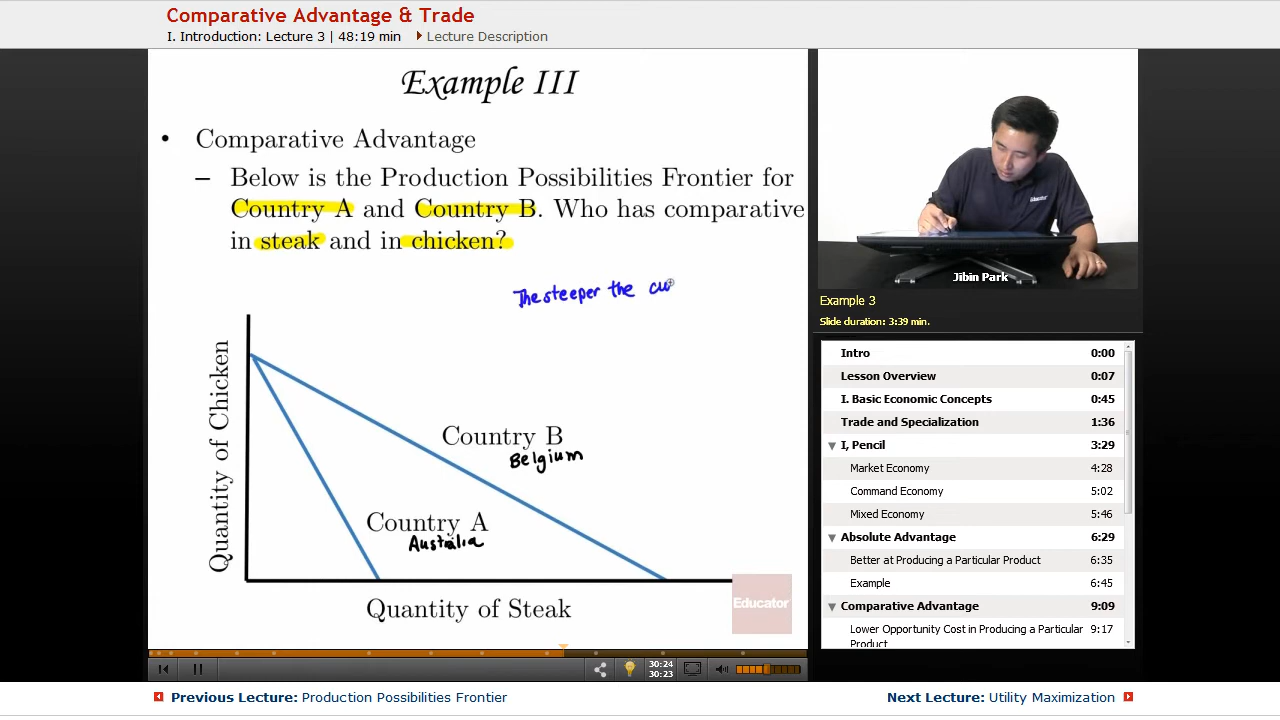 Comparative Advantage & Trade
I. Introduction: Lecture 3 | 48:19 min
Lecture Description
Example III
• Comparative Advantage
– Below is the Production Possibilities Frontier for
Country A and Country B. Who has comparative
in steak and in chicken?
The steeper the cu
Quantity of Chicken
Country B
Belgium
Country A
Australia
Quantity of Steak
Educator
30:24
30:23
Educator
Jibin Park
Example 3
Slide duration: 3:39 min.
Intro 0:00
Lesson Overview 0:07
I. Basic Economic Concepts 0:45
Trade and Specialization 1:36
I, Pencil 3:29
Market Economy 4:28
Command Economy 5:02
Mixed Economy 5:46
Absolute Advantage 6:29
Better at Producing a Particular Product 6:35
Example 6:45
Comparative Advantage 9:09
Lower Opportunity Cost in Producing a Particular 9:17
Product
Previous Lecture: Production Possibilities Frontier
Next Lecture: Utility Maximization